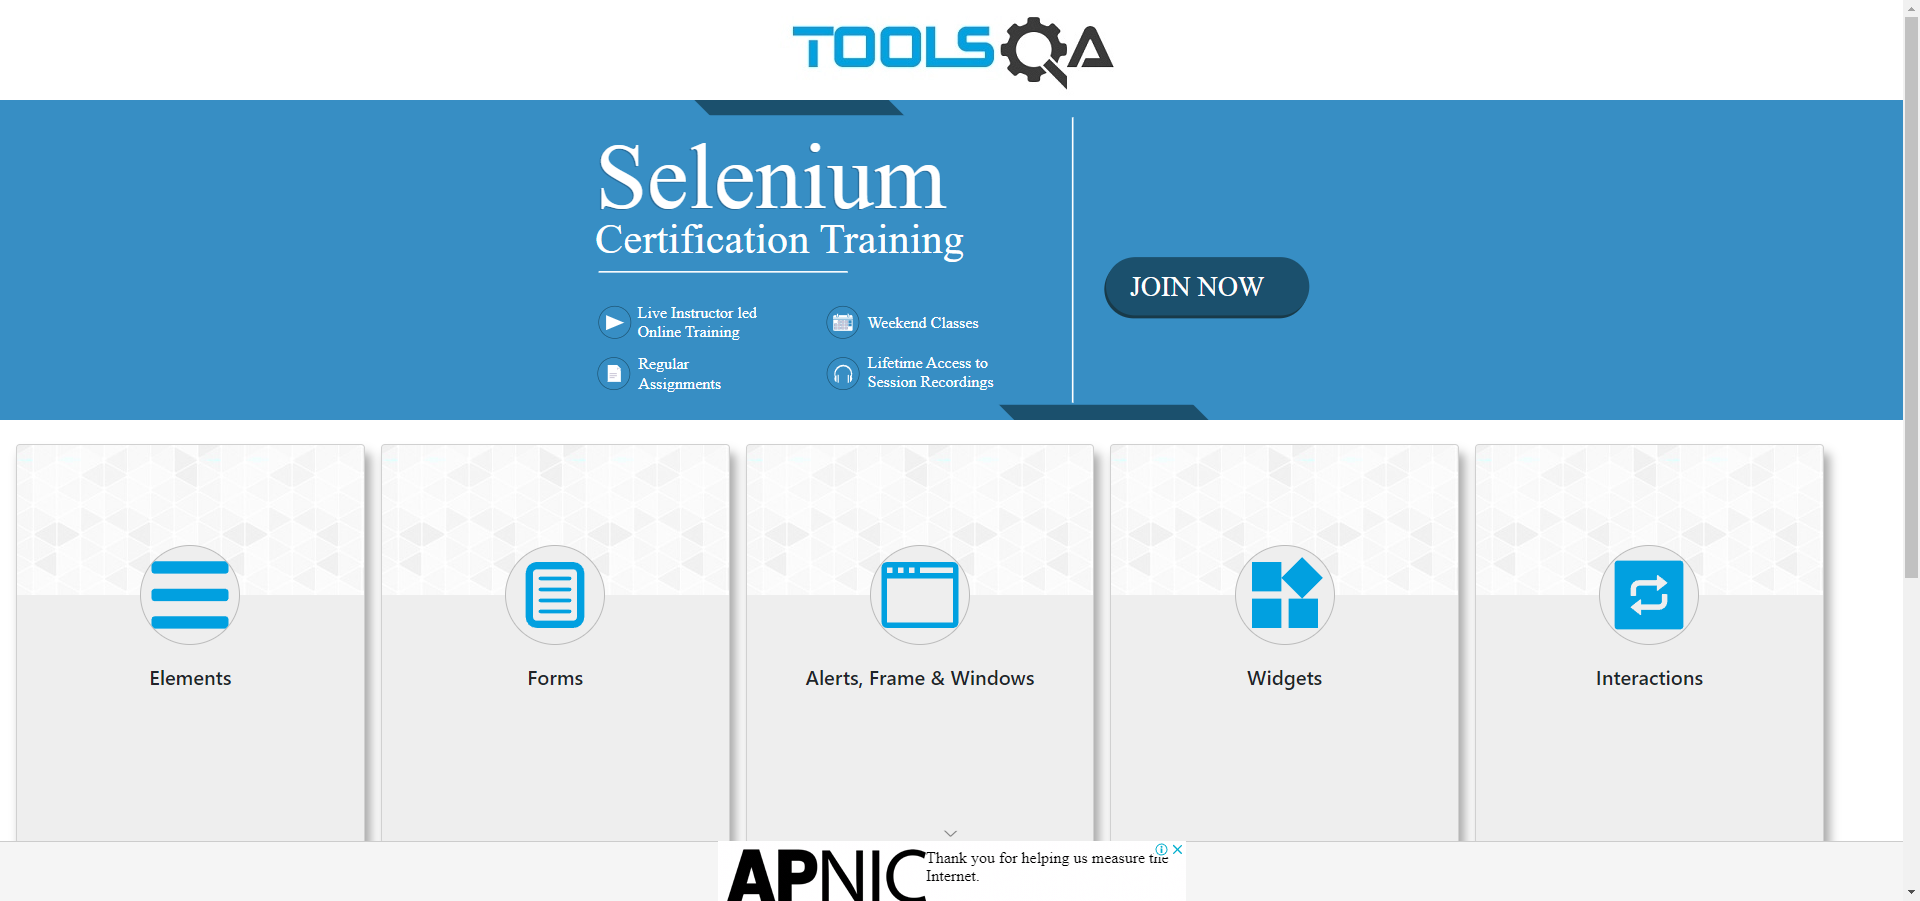 TOOLSQA
Selenium
Certification Training
JOIN NOW
Live Instructor led
Online Training
Weekend Classes
Regular
Assignments
Lifetime Access to
Session Recordings
Elements
Forms
Alerts, Frame & Windows
Widgets
Interactions
APNIC
Thank you for helping us measure the
Internet.